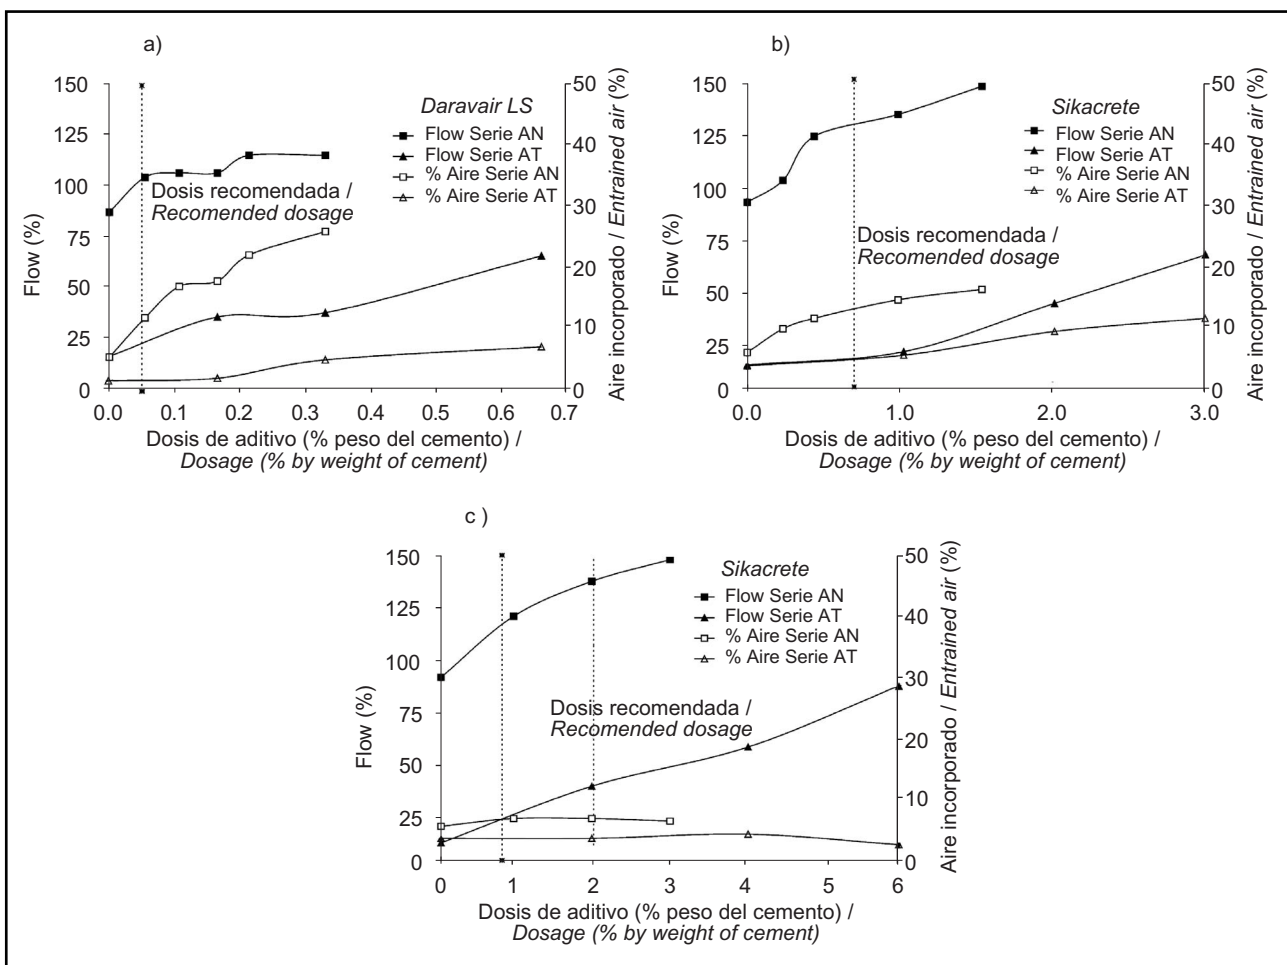 a)
150
125
100
75
50
25
0
Flow (%)
50
40
30
20
10
0
Aire incorporado / Entrained air (%)
Daravair LS
Flow Serie AN
Flow Serie AT
% Aire Serie AN
% Aire Serie AT
Dosis recomendada /
Recomended dosage
0.0 0.1 0.2 0.3 0.4 0.5 0.6 0.7
Dosis de aditivo (% peso del cemento) /
Dosage (% by weight of cement)
b)
150
125
100
75
50
25
0
Flow (%)
50
40
30
20
10
0
Aire incorporado / Entrained air (%)
Sikacrete
Flow Serie AN
Flow Serie AT
% Aire Serie AN
% Aire Serie AT
Dosis recomendada /
Recomended dosage
0.0 1.0 2.0 3.0
Dosis de aditivo (% peso del cemento) /
Dosage (% by weight of cement)
c )
150
125
100
75
50
25
0
Flow (%)
50
40
30
20
10
0
Aire incorporado / Entrained air (%)
Sikacrete
Flow Serie AN
Flow Serie AT
% Aire Serie AN
% Aire Serie AT
Dosis recomendada /
Recomended dosage
0 1 2 3 4 5 6
Dosis de aditivo (% peso del cemento) /
Dosage (% by weight of cement)